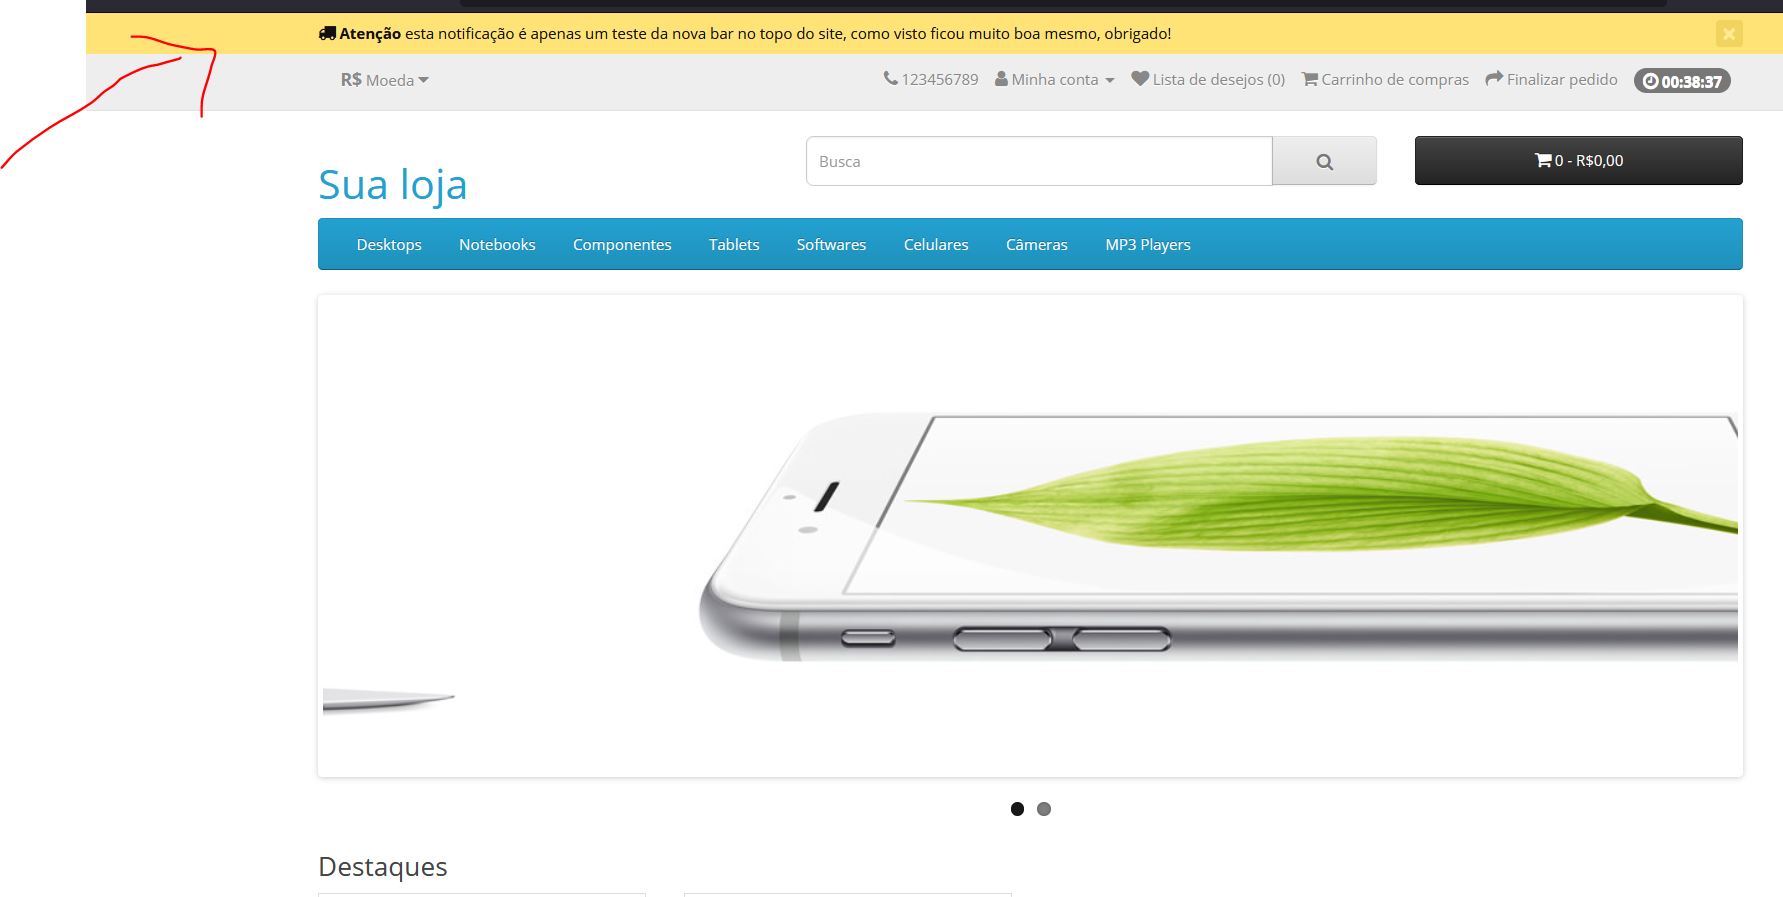 Atenção esta notificação é apenas um teste da nova bar no topo do site, como visto ficou muito boa mesmo, obrigado!
R$ Moeda 123456789 Minha conta Lista de desejos (0) Carrinho de compras Finalizar pedido 00:38:37
Busca
0 - R$0,00
Sua loja
Desktops Notebooks Componentes Tablets Softwares Celulares Câmeras MP3 Players
Destaques